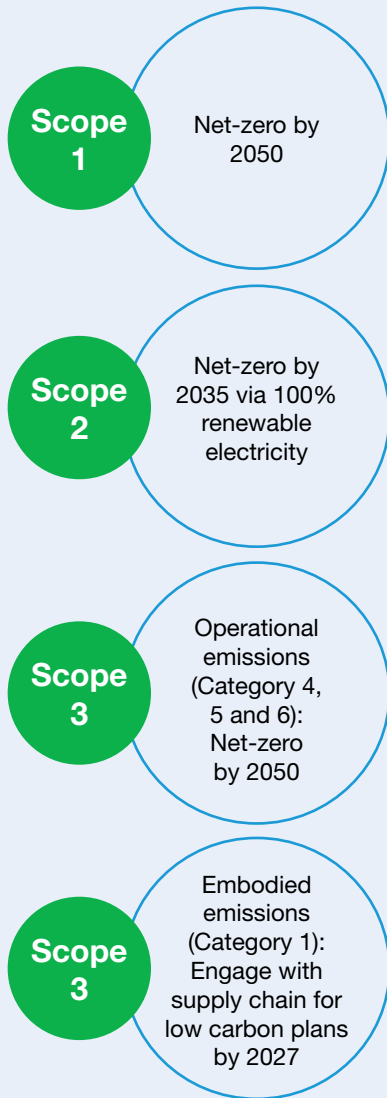 Scope
1
Net-zero by
2050
Scope
2
Net-zero by
2035 via 100%
renewable
electricity
Scope
3
Operational
emissions
(Category 4,
5 and 6):
Net-zero
by 2050
Scope
3
Embodied
emissions
(Category 1):
Engage with
supply chain for
low carbon plans
by 2027